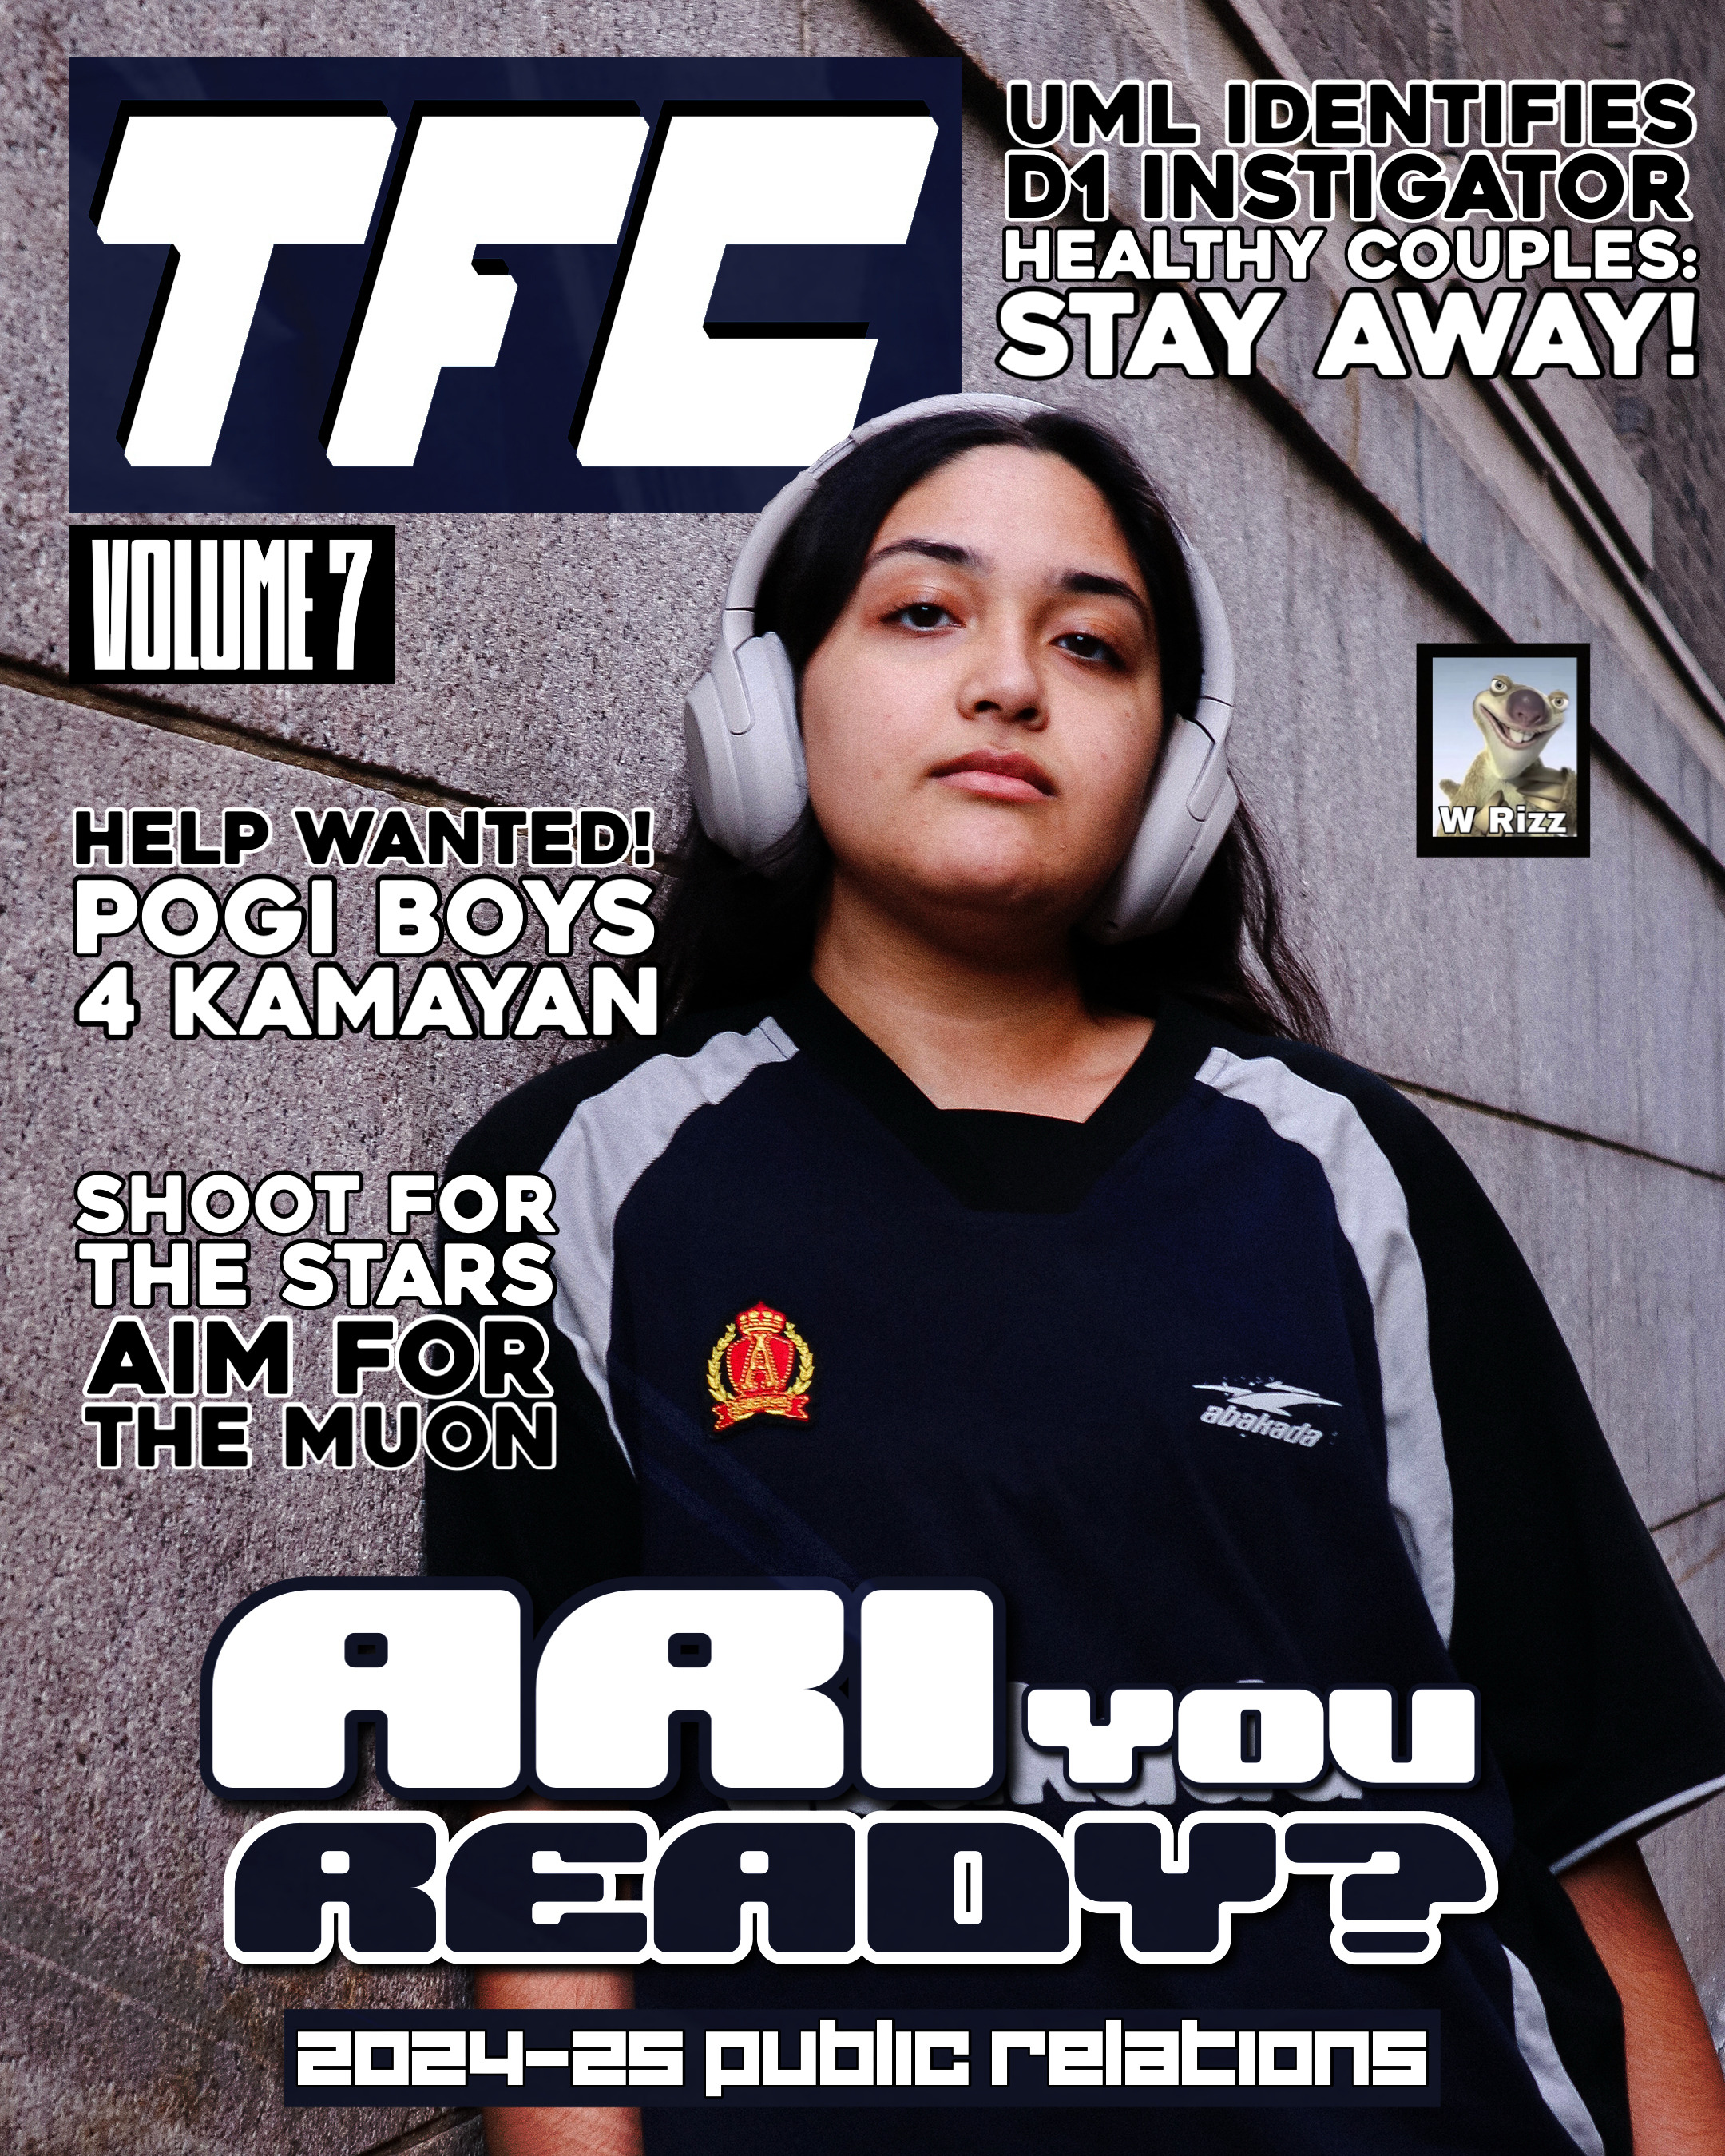 TFC
UML IDENTIFIES
D1 INSTIGATOR
HEALTHY COUPLES:
STAY AWAY!
VOLUME 7
W Rizz
HELP WANTED!
POGI BOYS
4 KAMAYAN
SHOOT FOR
THE STARS
AIM FOR
THE MUON
A
abakada
ARI YOU
READY?
2024-25 public relations